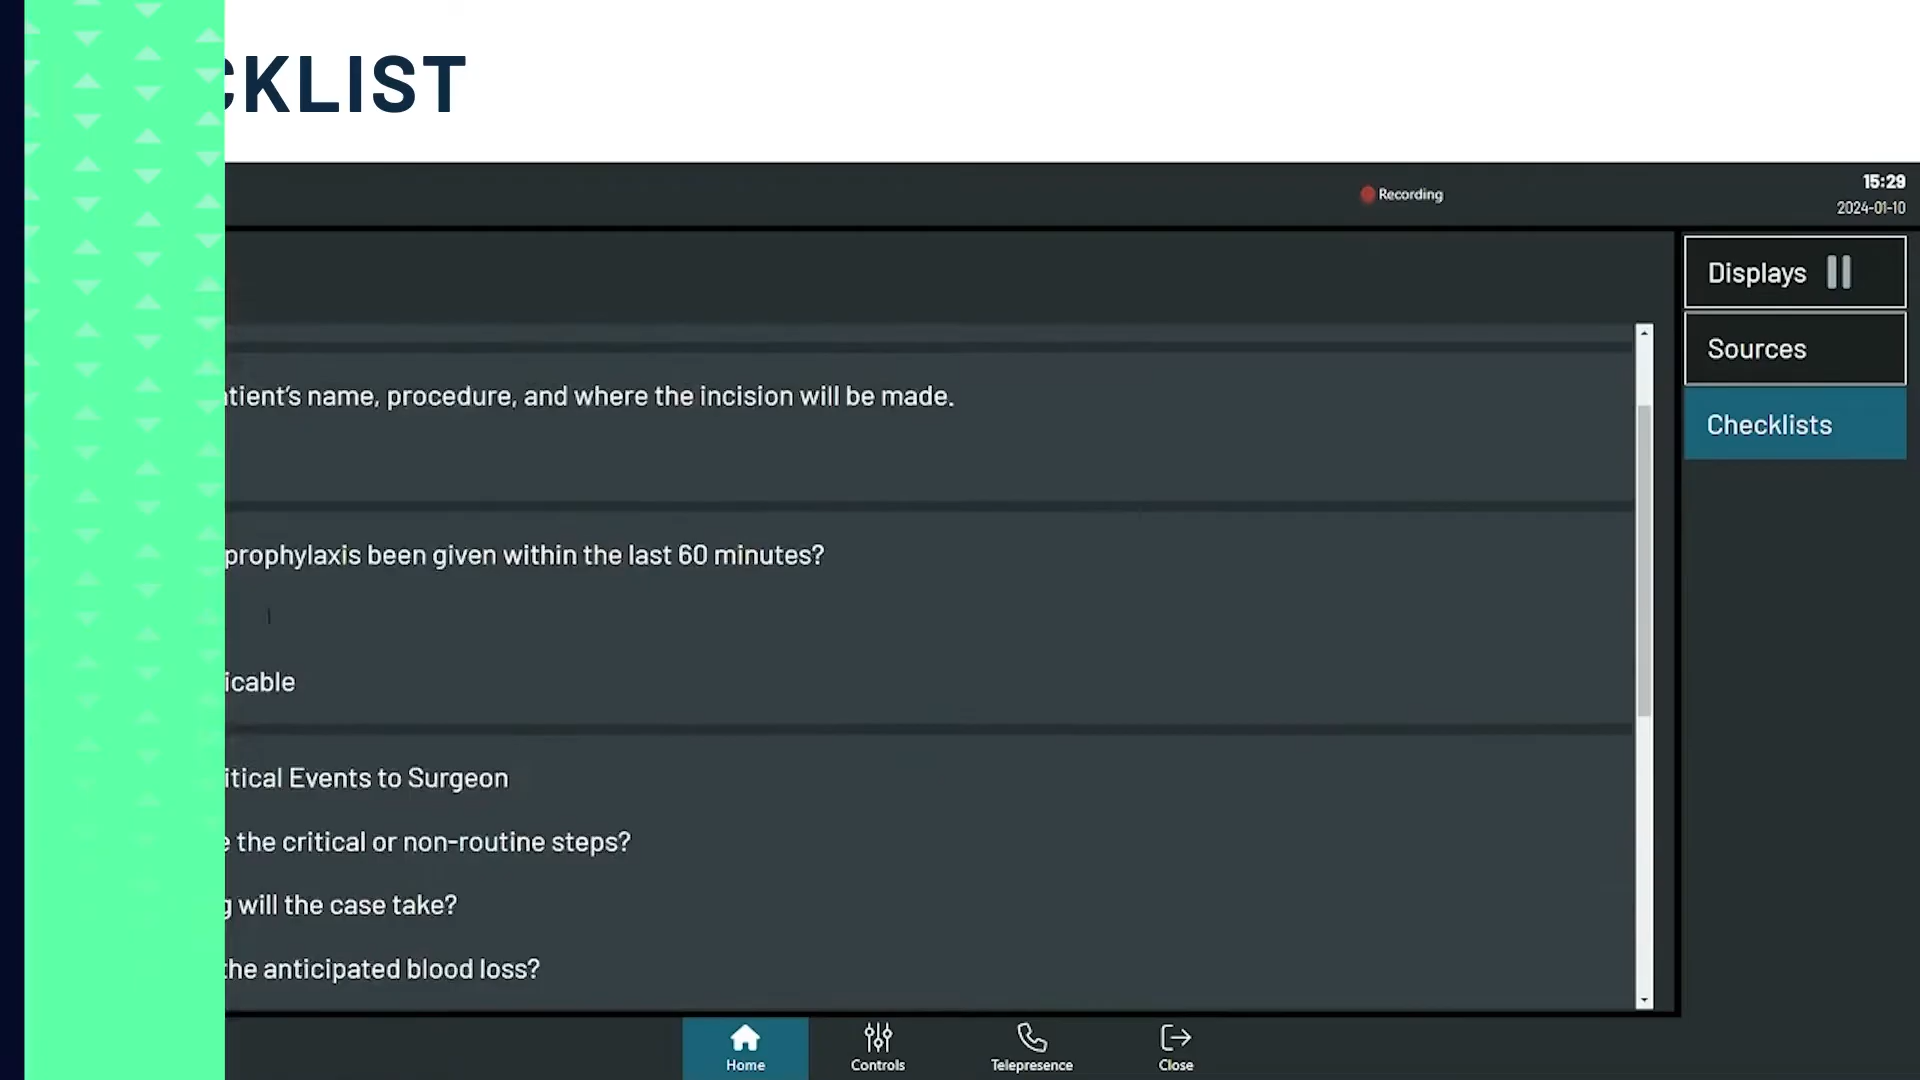 CKLIST
Recording
15:29
2024-01-10
Displays
Sources
Checklists
tient's name, procedure, and where the incision will be made.
prophylaxis been given within the last 60 minutes?
icable
itical Events to Surgeon
e the critical or non-routine steps?
g will the case take?
the anticipated blood loss?
Home
Controls
Telepresence
Close